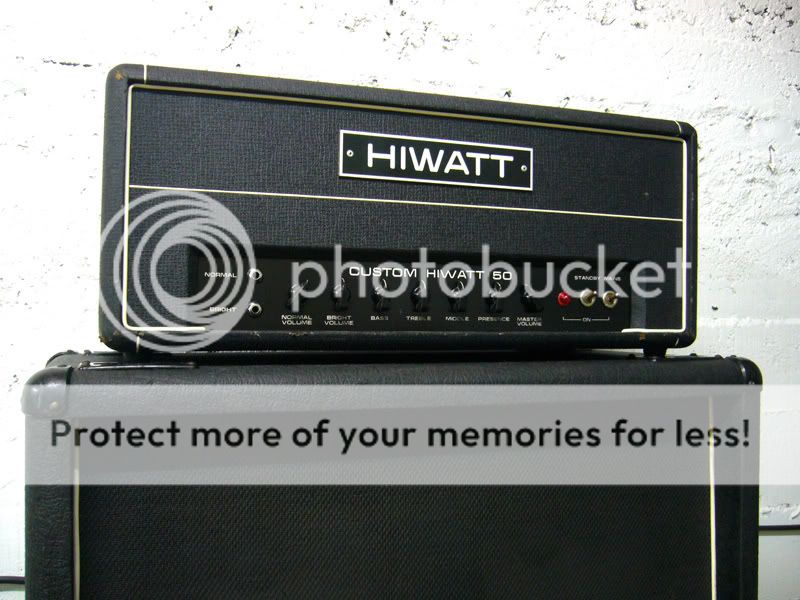 HIWATT
CUSTOM HIWATT 50
NORMAL
BRIGHT
NORMAL VOLUME
BRIGHT VOLUME
BASS
TREBLE
MIDDLE
PRESENCE
MASTER VOLUME
STANDBY MAINS
ON
photobucket
Protect more of your memories for less!